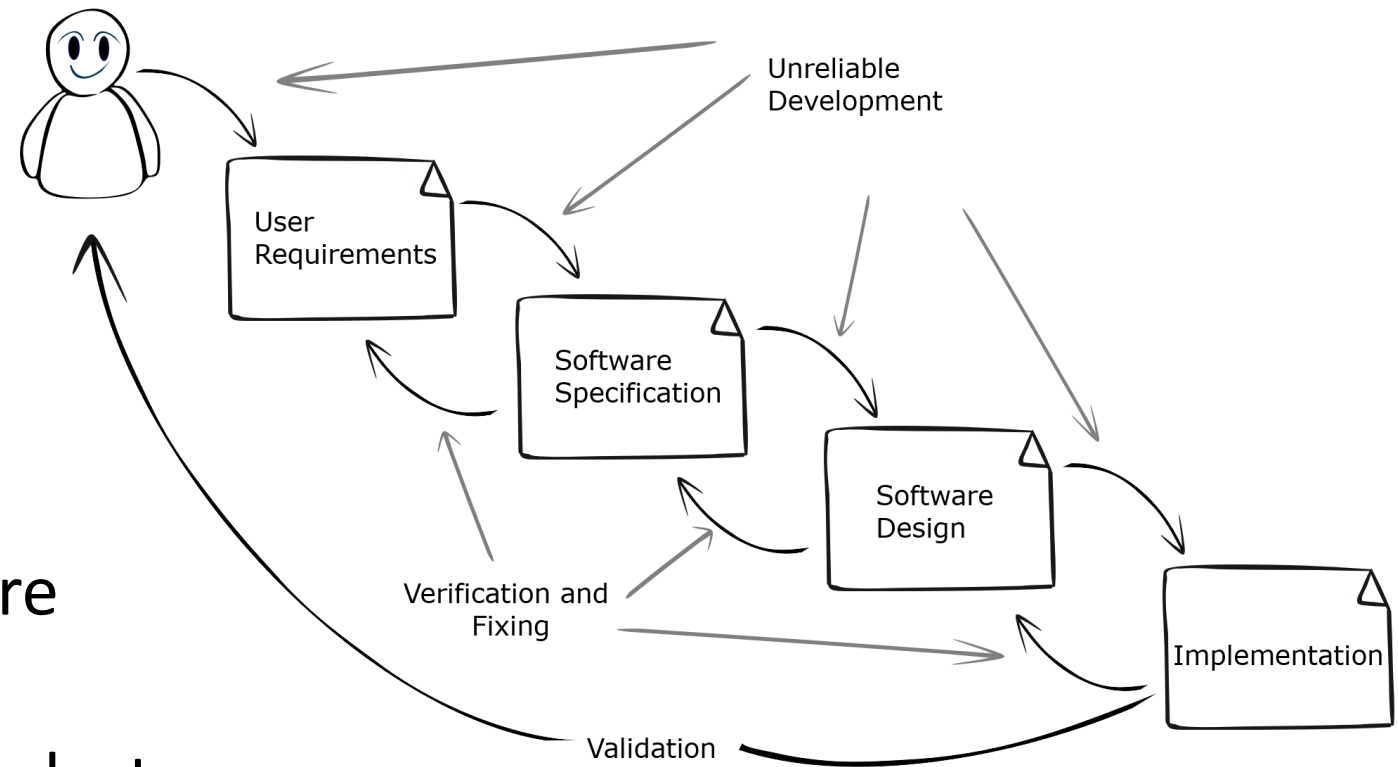 Unreliable
Development
User
Requirements
Software
Specification
Software
Design
Verification and
Fixing
Implementation
Validation
re